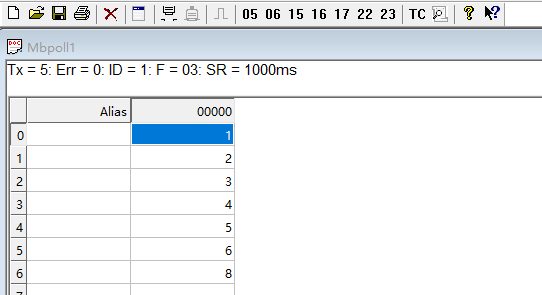 05 06 15 16 17 22 23 TC
Mbpoll1
Tx = 5: Err = 0: ID = 1: F = 03: SR = 1000ms
Alias 00000
0 1
1 2
2 3
3 4
4 5
5 6
6 8
7